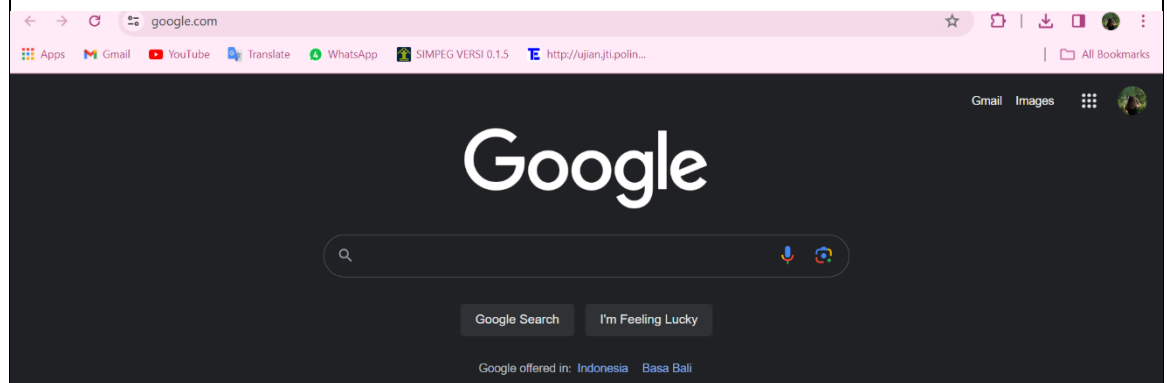 google.com
Apps Gmail YouTube Translate WhatsApp SIMPEG VERSI 0.1.5 http://ujian.jti.polin... All Bookmarks
Gmail Images
Google
Google Search I'm Feeling Lucky
Google offered in: Indonesia Basa Bali